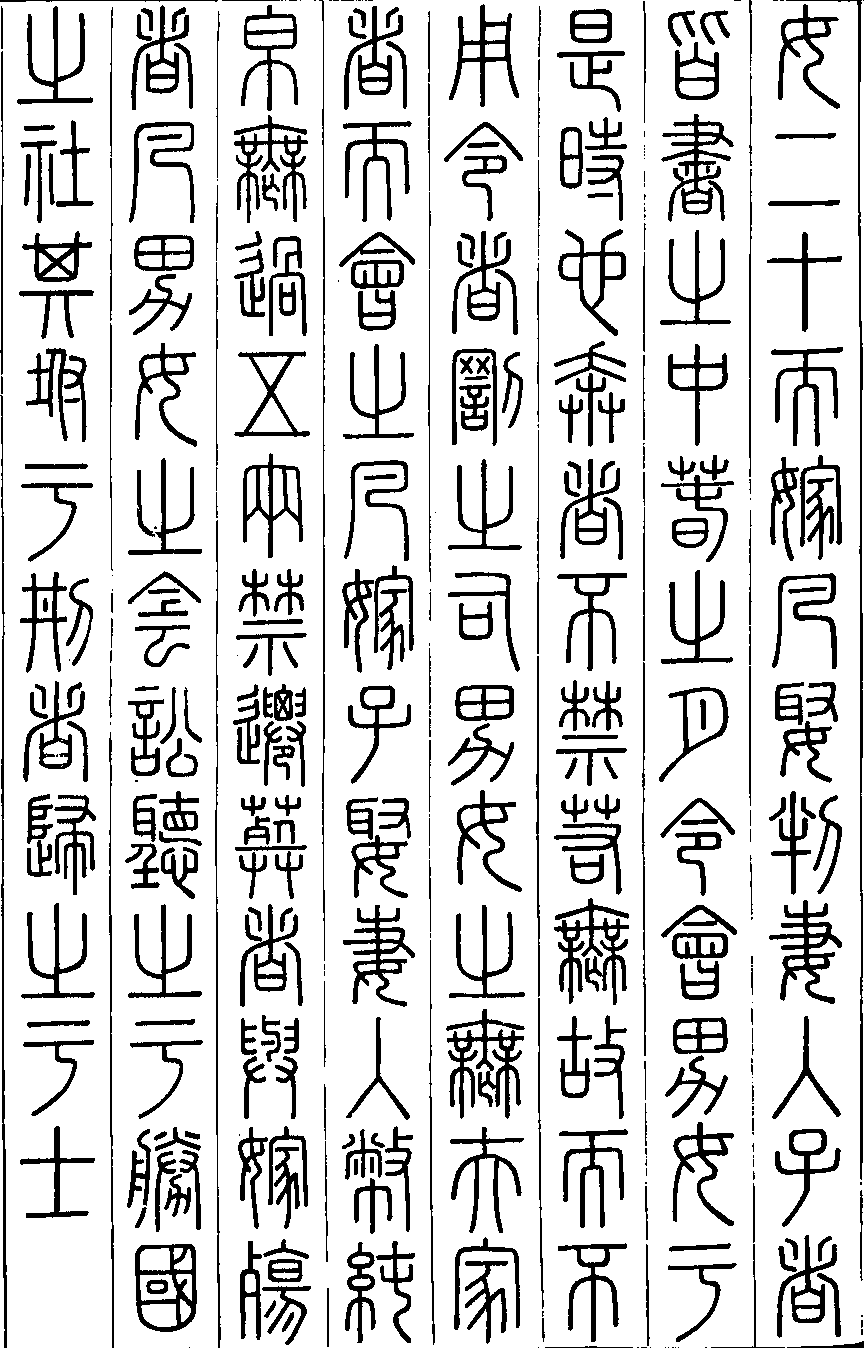 女二十而嫁凡娶判妻入子者
皆書之中春之月令會男女于
是時也奔者不禁若無故而不
用令者罰之司男女之無夫家
者而會之凡嫁子娶妻入幣純
帛無過五兩禁遷葬者與嫁殤
者凡男女之陰訟聽之于勝國
之社其附于刑者歸之于士